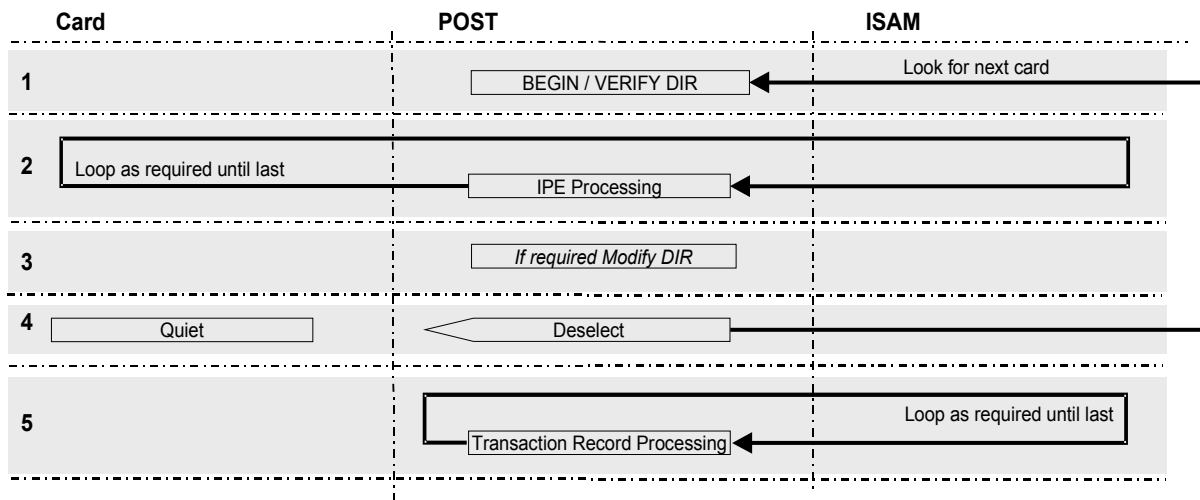 Card POST ISAM
1 BEGIN / VERIFY DIR Look for next card
2 Loop as required until last
IPE Processing
3 If required Modify DIR
4 Quiet Deselect
5 Loop as required until last
Transaction Record Processing